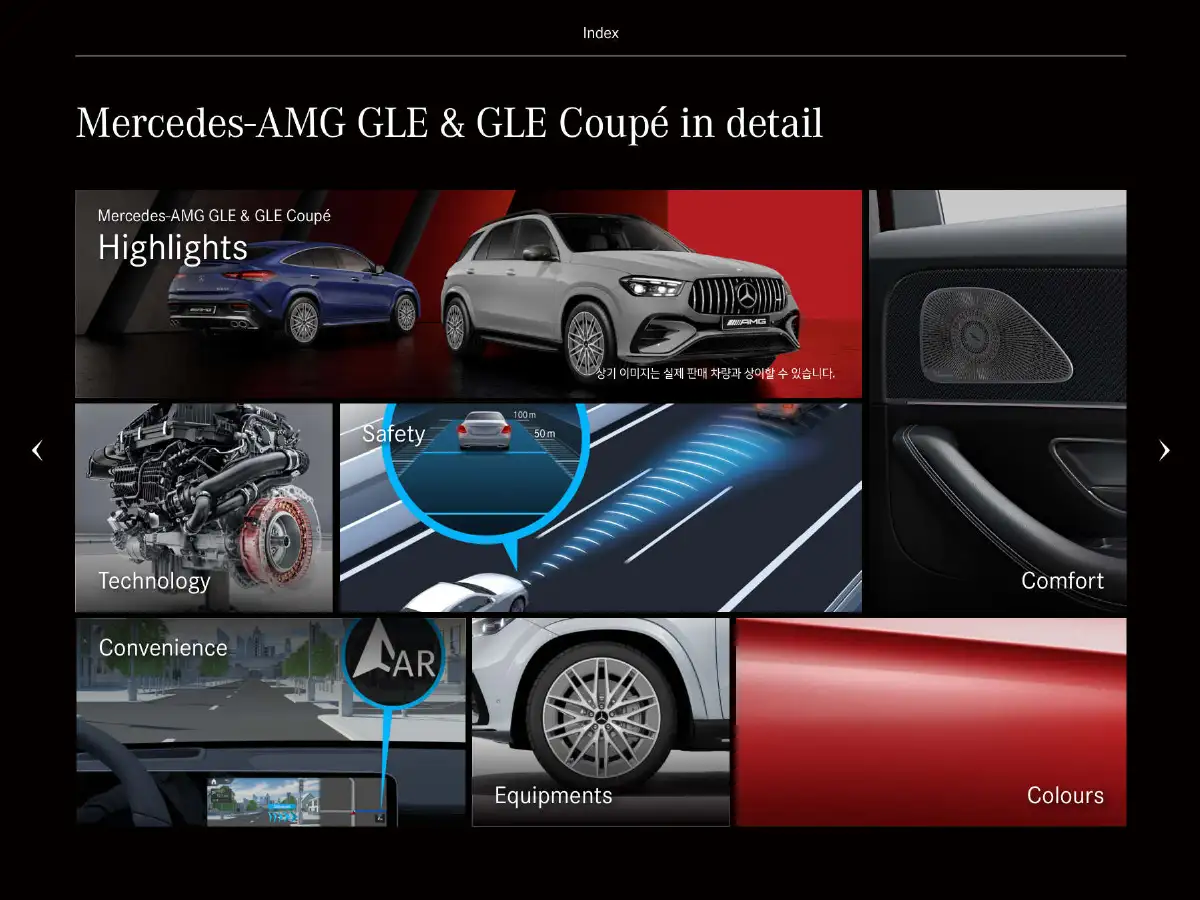 Index
Mercedes-AMG GLE & GLE Coupé in detail
Mercedes-AMG GLE & GLE Coupé
Highlights
AMG
상기 이미지는 실제 판매 차량과 상이할 수 있습니다.
Safety
100 m
50 m
Technology
Comfort
Convenience
AR
Equipments
Colours